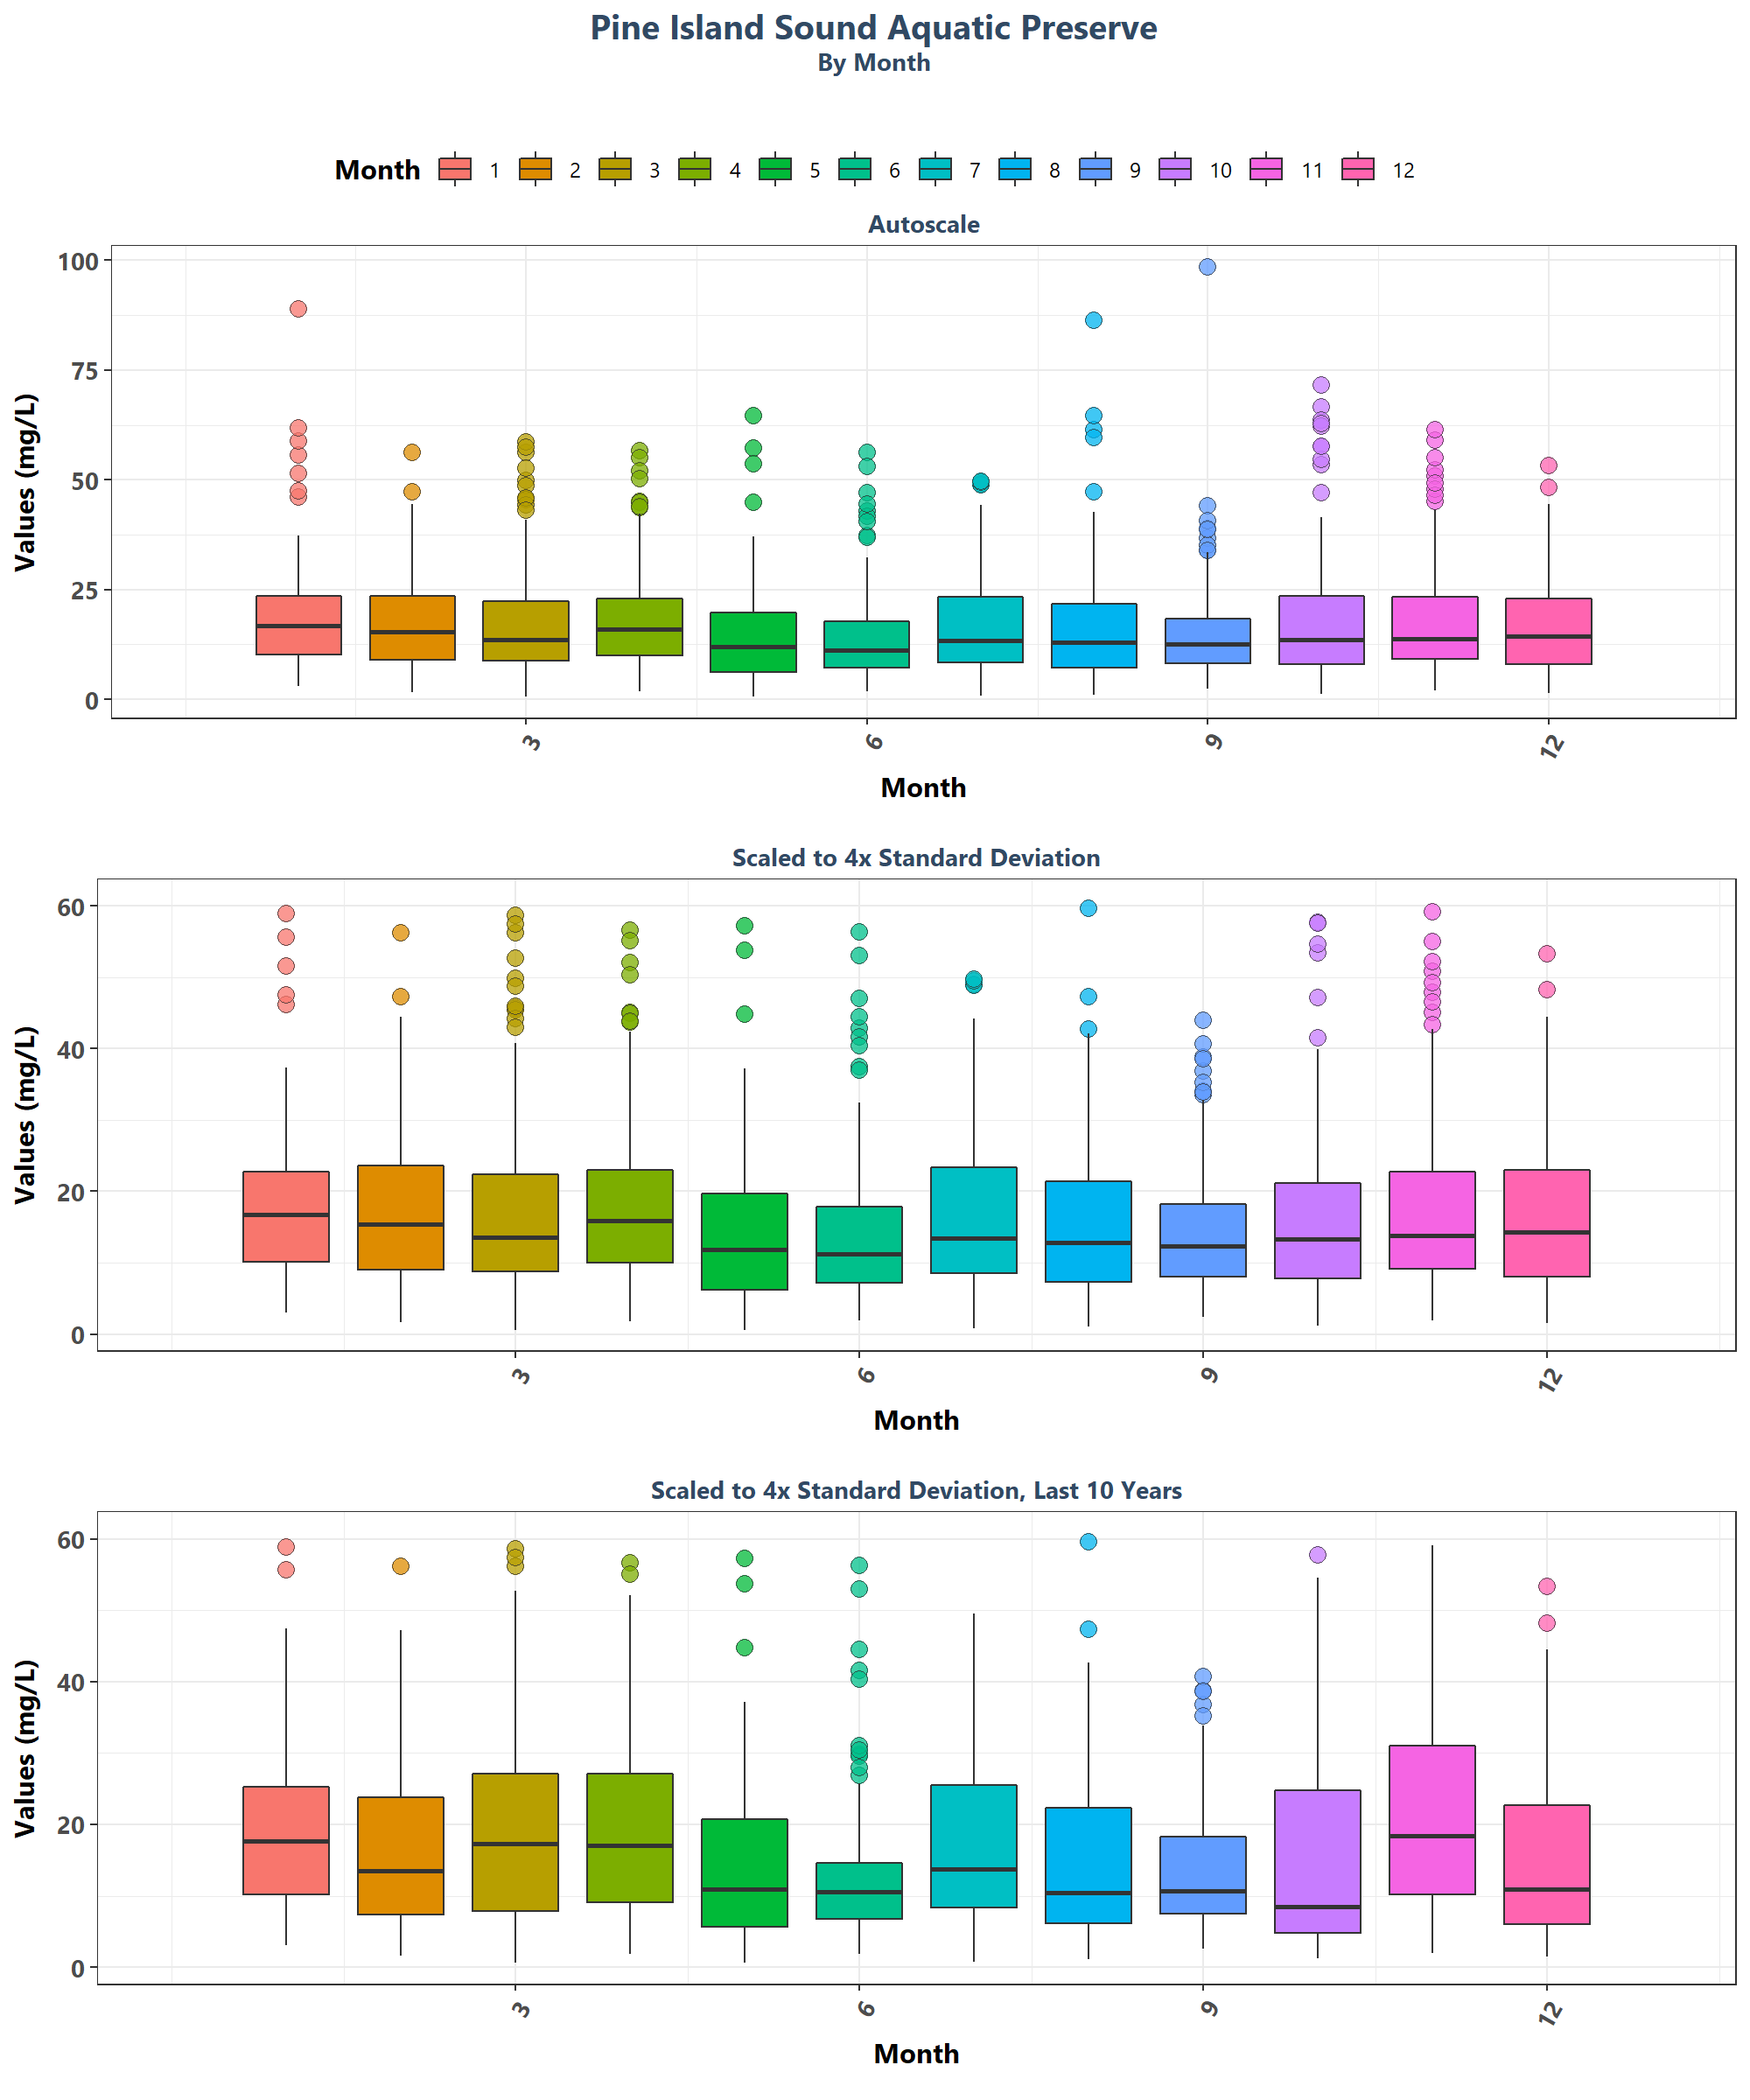 Pine Island Sound Aquatic Preserve
By Month
Month 1 2 3 4 5 6 7 8 9 10 11 12
Autoscale
Values (mg/L)
100
75
50
25
0
3 6 9 12
Month
Scaled to 4x Standard Deviation
Values (mg/L)
60
40
20
0
3 6 9 12
Month
Scaled to 4x Standard Deviation, Last 10 Years
Values (mg/L)
60
40
20
0
3 6 9 12
Month